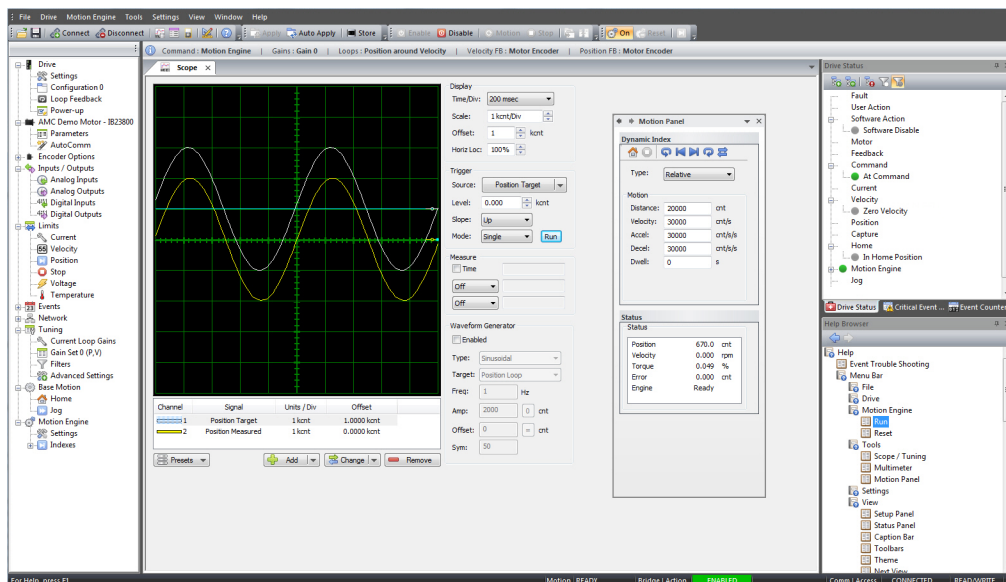 File Drive Motion Engine Tools Settings View Window Help
Connect Disconnect Apply Auto Apply Store Enable Disable Motion Stop On Reset
Command : Motion Engine | Gains : Gain 0 | Loops : Position around Velocity | Velocity FB : Motor Encoder | Position FB : Motor Encoder
Drive
Settings
Configuration 0
Loop Feedback
Power-up
AMC Demo Motor - IB23800
Parameters
AutoComm
Encoder Options
Inputs / Outputs
Analog Inputs
Analog Outputs
Digital Inputs
Digital Outputs
Limits
Current
Velocity
Position
Stop
Voltage
Temperature
Events
Network
Tuning
Current Loop Gains
Gain Set 0 (P,V)
Filters
Advanced Settings
Base Motion
Home
Jog
Motion Engine
Settings
Indexes
Scope
Channel Signal Units / Div Offset
1 Position Target 1 kcnt 1.0000 kcnt
2 Position Measured 1 kcnt 0.0000 kcnt
Presets Add Change Remove
Display
Time/Div: 200 msec
Scale: 1 kcnt/Div
Offset: 1 kcnt
Horiz Loc: 100%
Trigger
Source: Position Target
Level: 0.000 kcnt
Slope: Up
Mode: Single Run
Measure
Time
Off
Off
Waveform Generator
Enabled
Type: Sinusoidal
Target: Position Loop
Freq: 1 Hz
Amp: 2000 0 cnt
Offset: 0 = cnt
Sym: 50
Motion Panel
Dynamic Index
Type: Relative
Motion
Distance: 20000 cnt
Velocity: 30000 cnt/s
Accel: 30000 cnt/s/s
Decel: 30000 cnt/s/s
Dwell: 0 s
Status
Status
Position 670.0 cnt
Velocity 0.000 rpm
Torque 0.049 %
Error 0.000 cnt
Engine Ready
Drive Status
Fault
User Action
Software Action
Software Disable
Motor
Feedback
Command
At Command
Current
Velocity
Zero Velocity
Position
Capture
Home
In Home Position
Motion Engine
Jog
Drive Status Critical Event ... Event Counter
Help Browser
Help
Event Trouble Shooting
Menu Bar
File
Drive
Motion Engine
Run
Reset
Tools
Scope / Tuning
Multimeter
Motion Panel
Settings
View
Setup Panel
Status Panel
Caption Bar
Toolbars
Theme
Next View
For Help, press F1 Motion : READY Bridge | Action ENABLED Comm | Access CONNECTED READ/WRITE